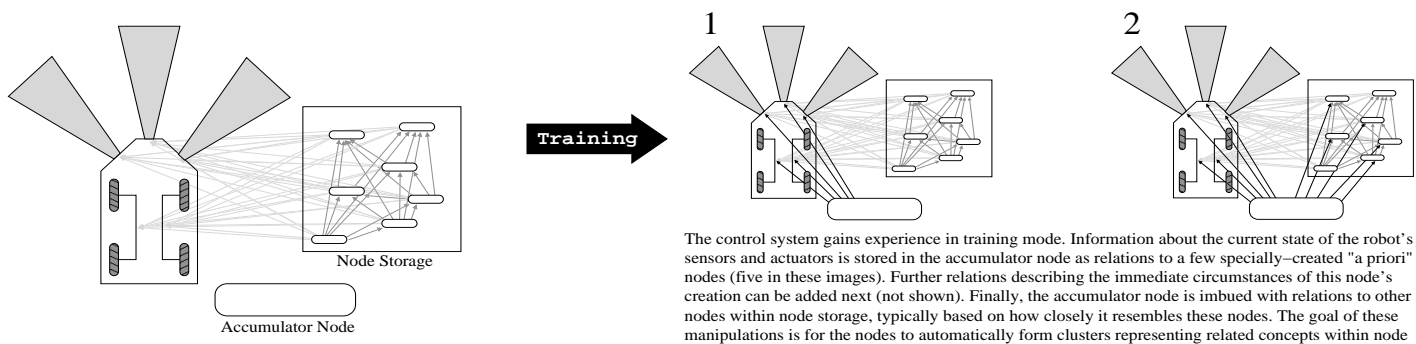 Node Storage
Accumulator Node
Training
1
2
The control system gains experience in training mode. Information about the current state of the robot's
sensors and actuators is stored in the accumulator node as relations to a few specially–created "a priori"
nodes (five in these images). Further relations describing the immediate circumstances of this node's
creation can be added next (not shown). Finally, the accumulator node is imbued with relations to other
nodes within node storage, typically based on how closely it resembles these nodes. The goal of these
manipulations is for the nodes to automatically form clusters representing related concepts within node